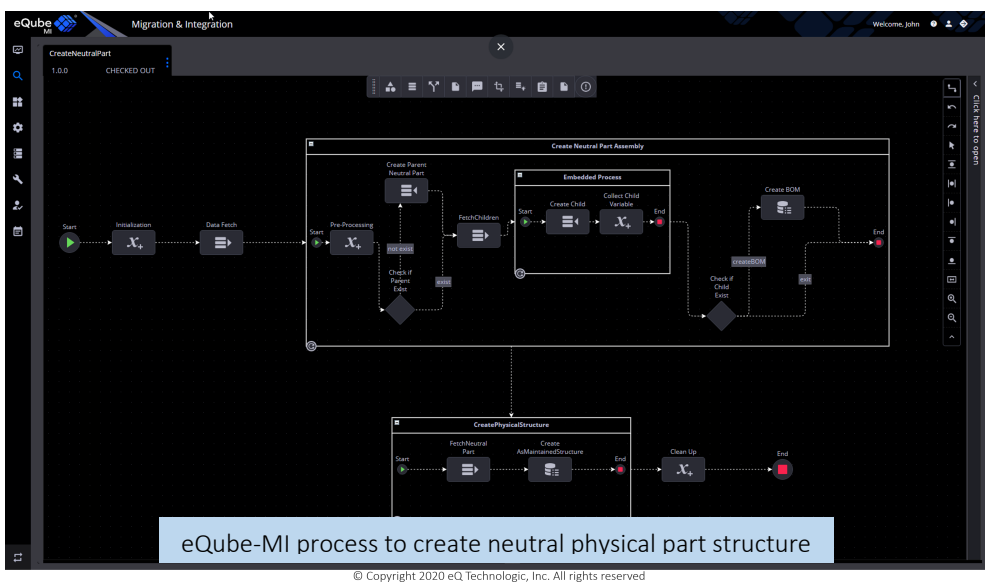 eQube
MI
Migration & Integration
Welcome, John
CreateNeutralPart
1.0.0
CHECKED OUT
Click here to open
Create Neutral Part Assembly
Create Parent
Neutral Part
Embedded Process
Create Child
Collect Child
Variable
Create BOM
Start
Initialization
Data Fetch
Start
Pre-Processing
FetchChildren
Start
End
End
not exist
Check if
Parent
Exist
exist
createBOM
Check if
Child
Exist
exit
CreatePhysicalStructure
Start
FetchNeutral
Part
Create
AsMaintainedStructure
End
Clean Up
End
eQube-MI process to create neutral physical part structure
© Copyright 2020 eQ Technologic, Inc. All rights reserved